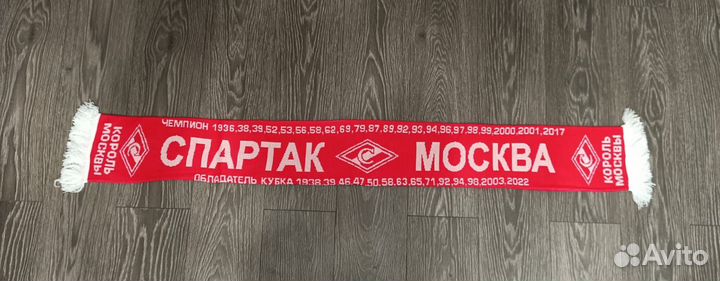 ЧЕМПИОН 1936,38,39,52,53,56,58,62,69,79,87,89,92,93,94,96,97,98,99,2000,2001,2017
КОРОЛЬ
МОСКВЫ
СПАРТАК МОСКВА
КОРОЛЬ
МОСКВЫ
ОБЛАДАТЕЛЬ КУБКА 1938,39,46,47,50,58,63,65,71,92,94,98,2003,2022
Avito